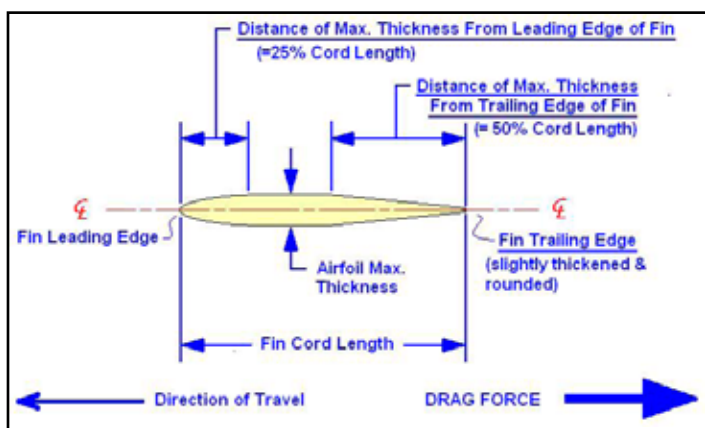 Distance of Max. Thickness From Leading Edge of Fin
(=25% Cord Length)
Distance of Max. Thickness
From Trailing Edge of Fin
(= 50% Cord Length)
℄
℄
Fin Leading Edge
Airfoil Max.
Thickness
Fin Trailing Edge
(slightly thickened &
rounded)
Fin Cord Length
Direction of Travel
DRAG FORCE